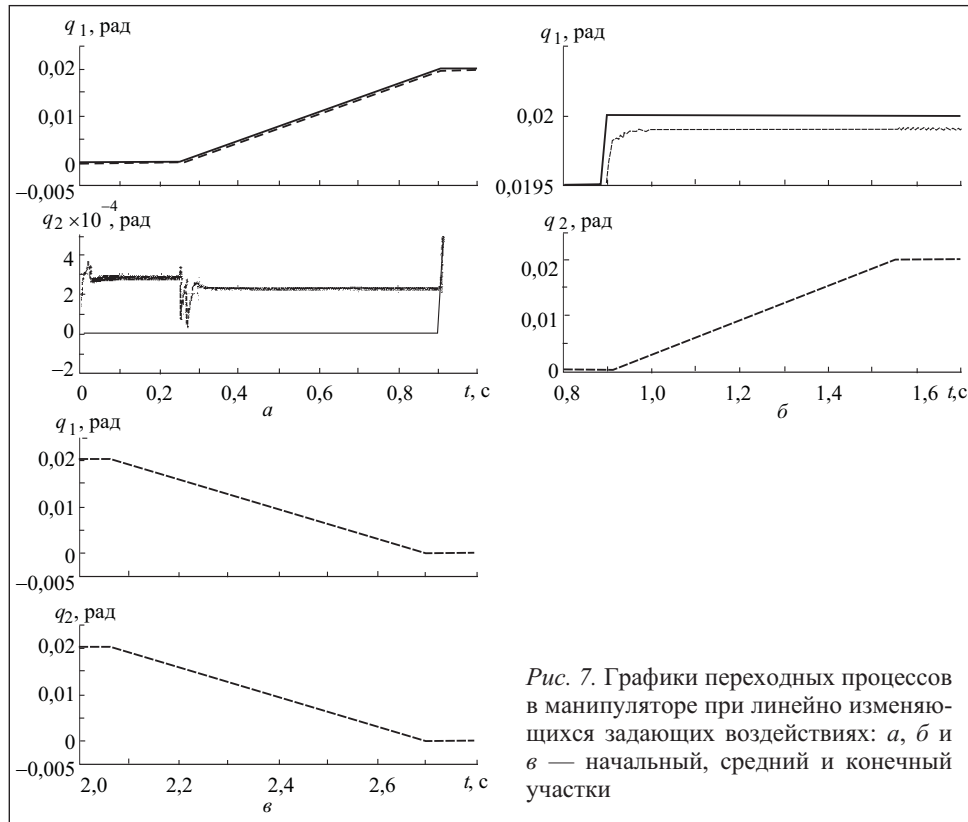 q 1, рад
0,02
0,01
0
−0,005
q 2 ×10 −4, рад
4
2
0
−2
0 0,2 0,4 0,6 0,8 t, с
а
q 1, рад
0,02
0,0195
q 2, рад
0,02
0,01
0
0,8 1,0 1,2 1,4 1,6 t, с
б
q 1, рад
0,02
0,01
0
−0,005
q 2, рад
0,02
0,01
0
−0,005
2,0 2,2 2,4 2,6 t, с
в
Рис. 7. Графики переходных процессов
в манипуляторе при линейно изменяю-
щихся задающих воздействиях: а, б и
в — начальный, средний и конечный
участки